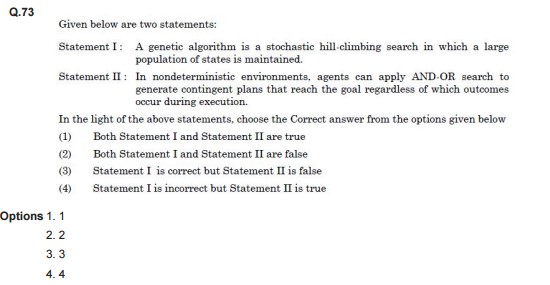 Q.73
Given below are two statements:
Statement I : A genetic algorithm is a stochastic hill-climbing search in which a large
population of states is maintained.
Statement II : In nondeterministic environments, agents can apply AND-OR search to
generate contingent plans that reach the goal regardless of which outcomes
occur during execution.
In the light of the above statements, choose the Correct answer from the options given below
(1) Both Statement I and Statement II are true
(2) Both Statement I and Statement II are false
(3) Statement I is correct but Statement II is false
(4) Statement I is incorrect but Statement II is true
Options 1. 1
2. 2
3. 3
4. 4